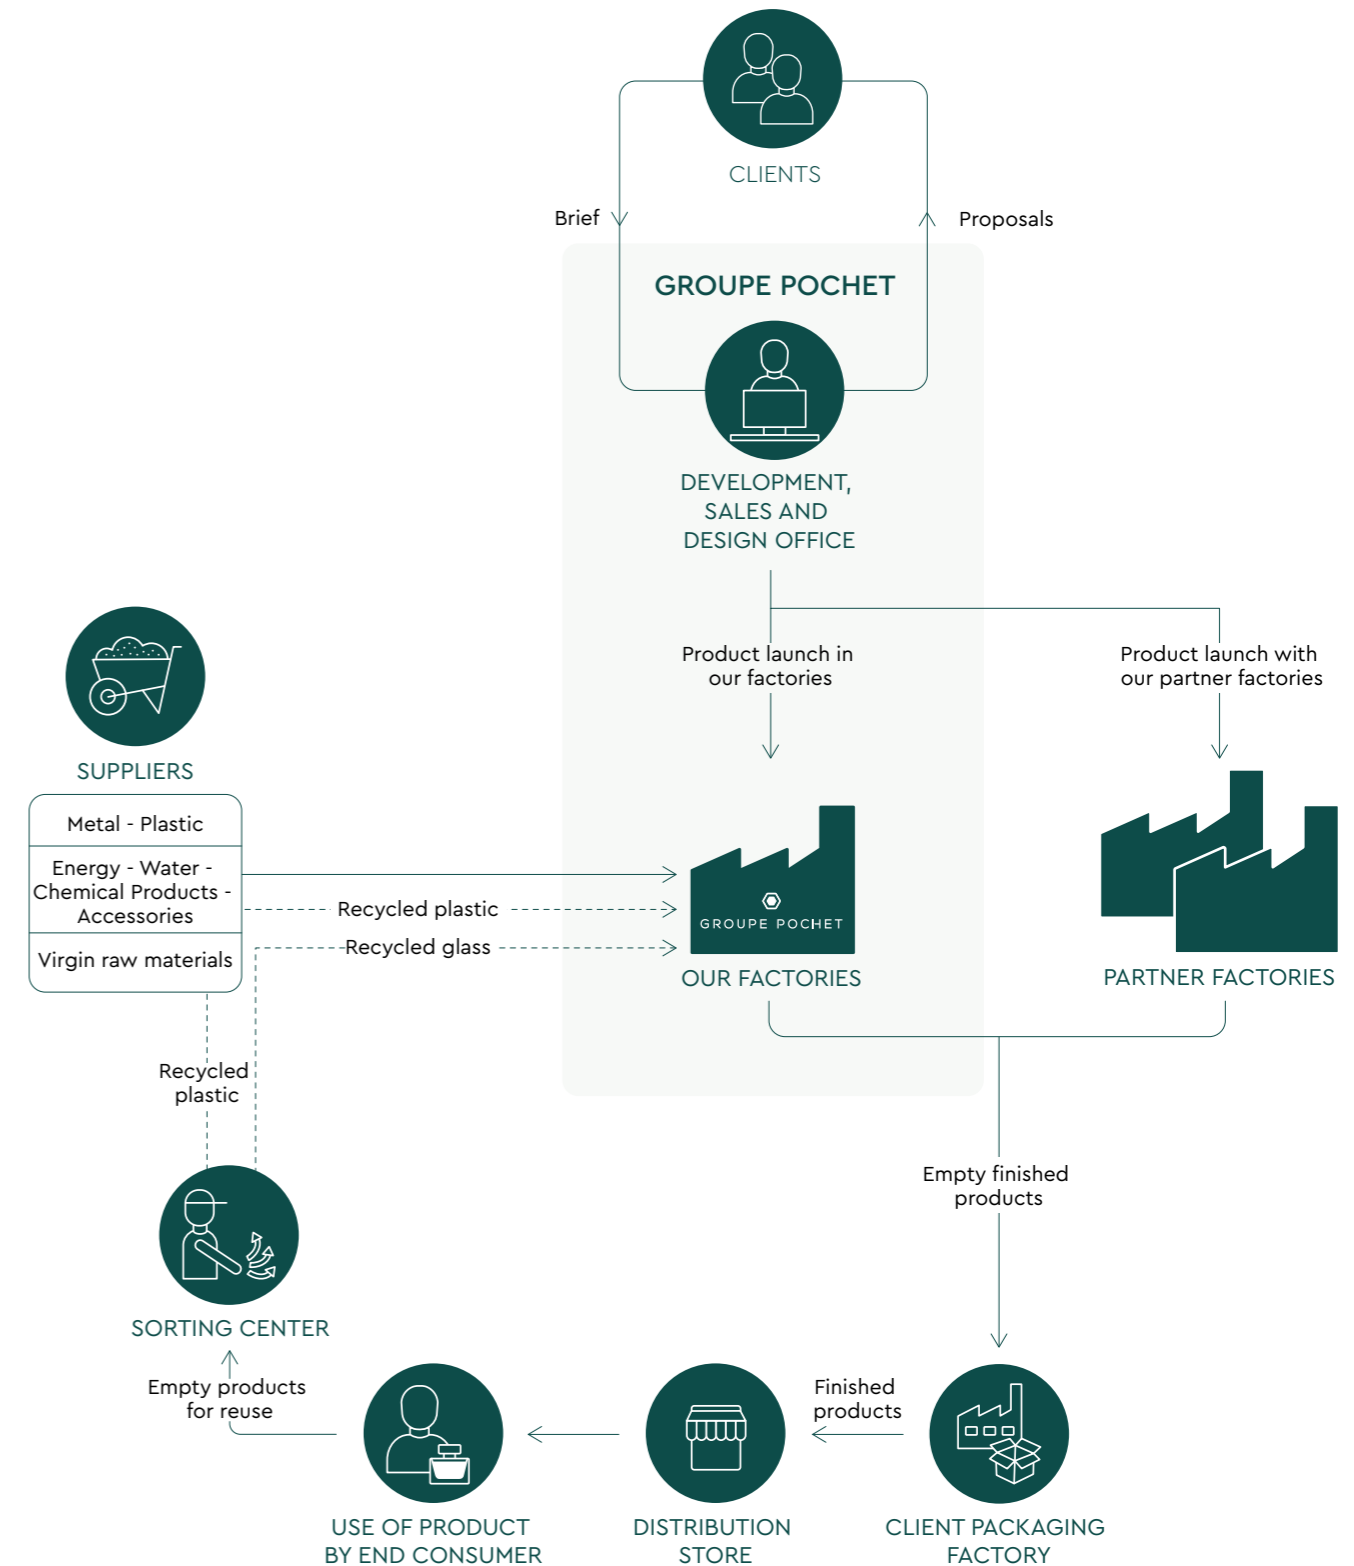 CLIENTS
Brief
Proposals
GROUPE POCHET
DEVELOPMENT,
SALES AND
DESIGN OFFICE
Product launch in
our factories
Product launch with
our partner factories
SUPPLIERS
Metal - Plastic
Energy - Water -
Chemical Products -
Accessories
Virgin raw materials
Recycled plastic
Recycled glass
GROUPE POCHET
OUR FACTORIES
PARTNER FACTORIES
Recycled
plastic
Empty finished
products
SORTING CENTER
Empty products
for reuse
Finished
products
USE OF PRODUCT
BY END CONSUMER
DISTRIBUTION
STORE
CLIENT PACKAGING
FACTORY